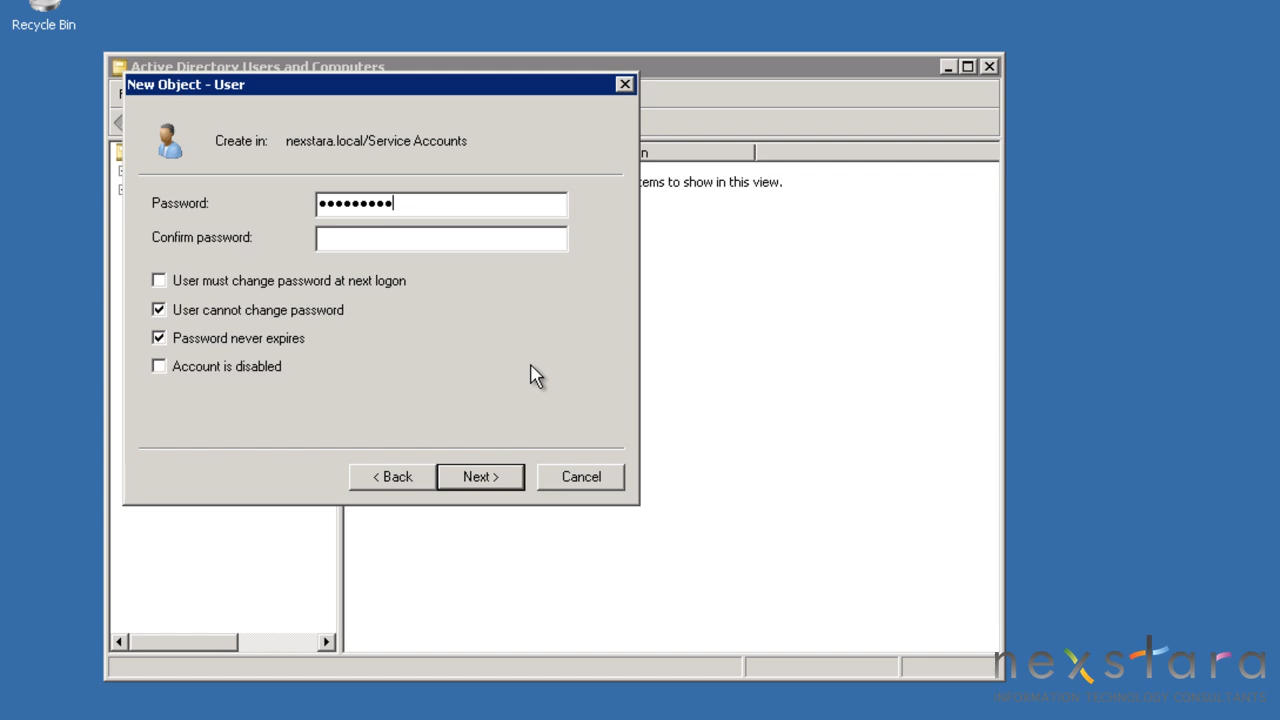 Recycle Bin
Active Directory Users and Computers
New Object - User
Create in: nexstara.local/Service Accounts
Password: •••••••••
Confirm password:
User must change password at next logon
User cannot change password
Password never expires
Account is disabled
< Back Next > Cancel
n
tems to show in this view.
nexstara
INFORMATION TECHNOLOGY CONSULTANTS